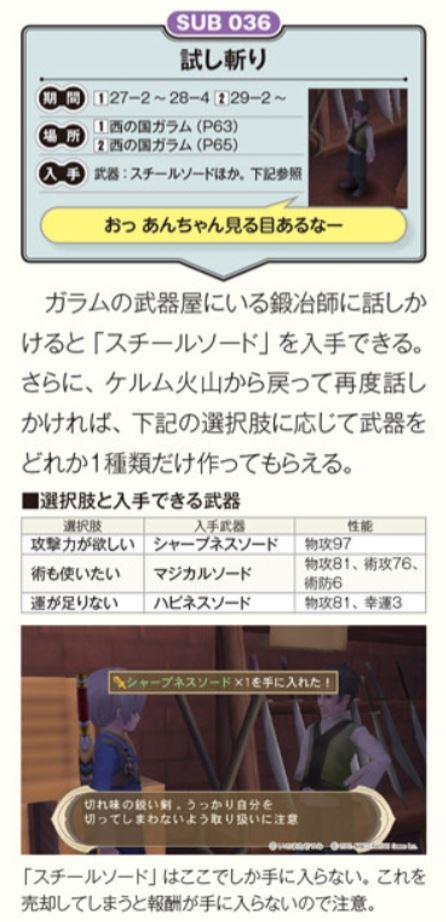 SUB 036
試し斬り
期間 1 27−2 ～ 28−4 2 29−2 ～
場所 1 西の国ガラム（P63）
2 西の国ガラム（P65）
入手 武器：スチールソードほか。下記参照
おっ あんちゃん見る目あるなー
ガラムの武器屋にいる鍛冶師に話しか
けると「スチールソード」を入手できる。
さらに、ケルム火山から戻って再度話し
かければ、下記の選択肢に応じて武器を
どれか1種類だけ作ってもらえる。
■選択肢と入手できる武器
選択肢 入手武器 性能
攻撃力が欲しい シャープネスソード 物攻97
術も使いたい マジカルソード 物攻81、術攻76、
術防6
運が足りない ハピネスソード 物攻81、幸運3
シャープネスソード×1を手に入れた！
切れ味の鋭い剣。うっかり自分を
切ってしまわないよう取り扱いに注意
「スチールソード」はここでしか手に入らない。これを
売却してしまうと報酬が手に入らないので注意。